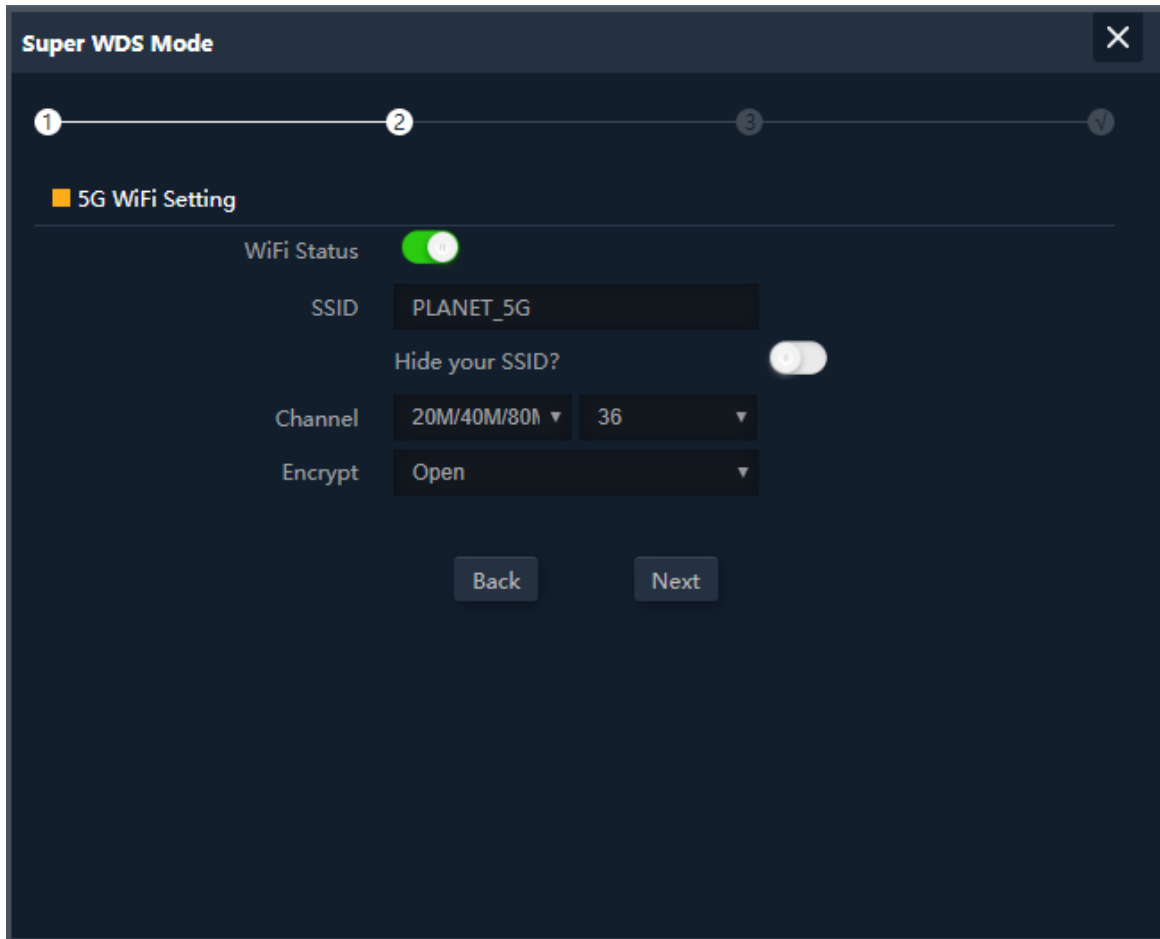 Super WDS Mode
1 2 3 √
5G WiFi Setting
WiFi Status
SSID PLANET_5G
Hide your SSID?
Channel 20M/40M/80M 36
Encrypt Open
Back Next